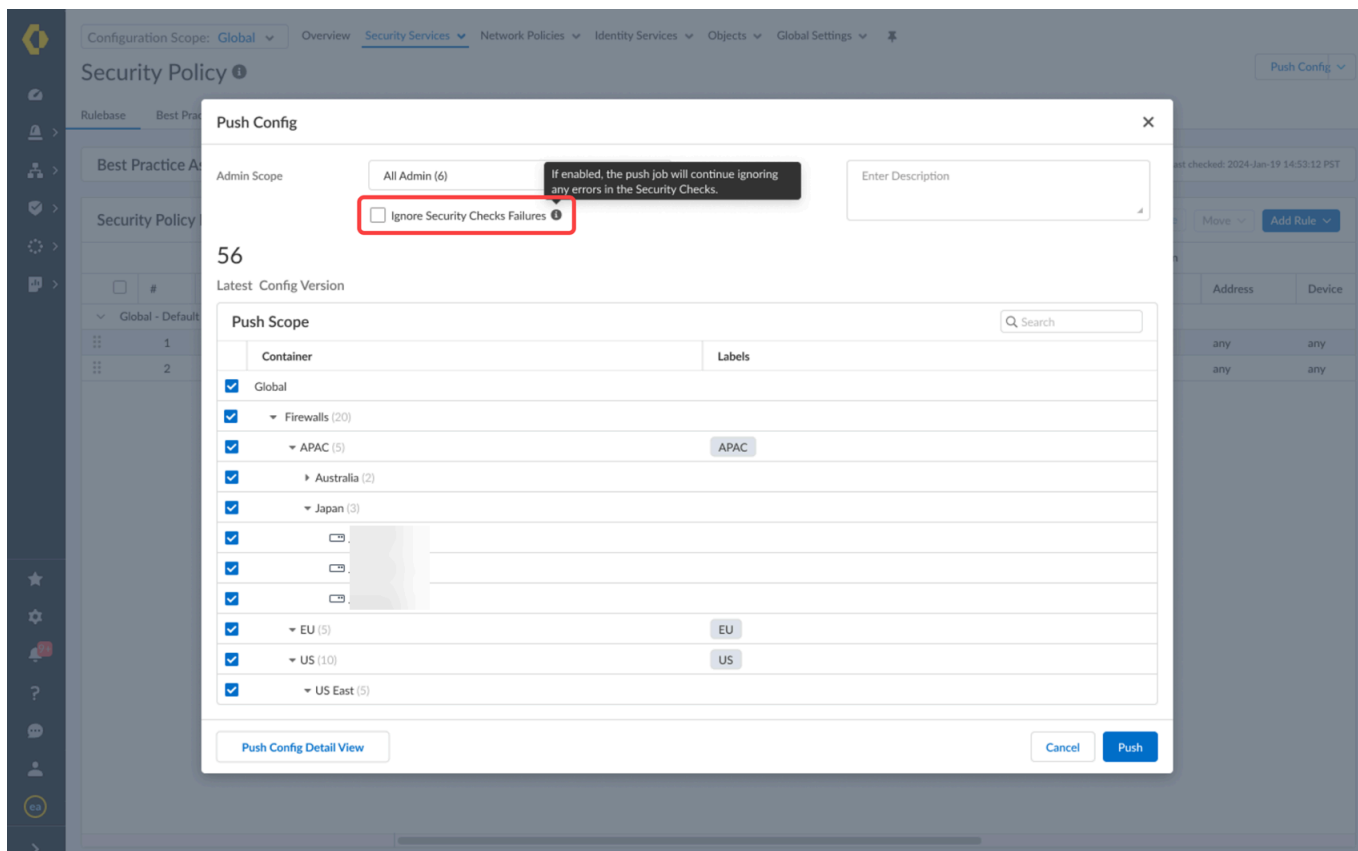 Configuration Scope: Global
Overview
Security Services
Network Policies
Identity Services
Objects
Global Settings
Security Policy
Push Config
Rulebase
Best Prac
Push Config
Best Practice As
ast checked: 2024-Jan-19 14:53:12 PST
Admin Scope
All Admin (6)
If enabled, the push job will continue ignoring
any errors in the Security Checks.
Enter Description
Ignore Security Checks Failures
Security Policy
Move
Add Rule
56
Latest Config Version
#
Address
Device
Push Scope
Search
Global - Default
1
any
any
Container
Labels
2
any
any
Global
Firewalls (20)
APAC (5)
APAC
Australia (2)
Japan (3)
EU (5)
EU
US (10)
US
US East (5)
Push Config Detail View
Cancel
Push
ea